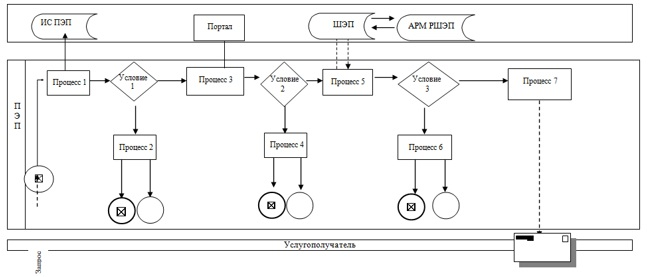 ИС ПЭП
Портал
ШЭП
АРМ РШЭП
П
Э
П
Процесс 1
Условие
1
Процесс 3
Условие
2
Процесс 5
Условие
3
Процесс 7
Процесс 2
Процесс 4
Процесс 6
Услугополучатель
Запрос